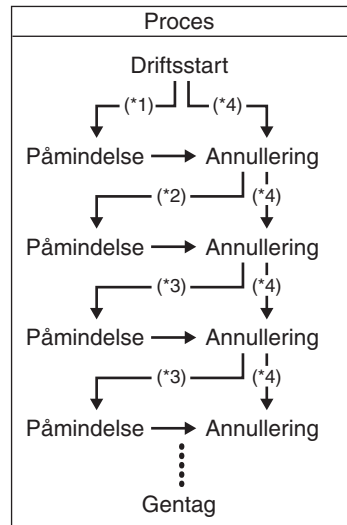 Proces
Driftsstart
(*1) (*4)
Påmindelse Annullering
(*2) (*4)
Påmindelse Annullering
(*3) (*4)
Påmindelse Annullering
(*3) (*4)
Påmindelse Annullering
Gentag